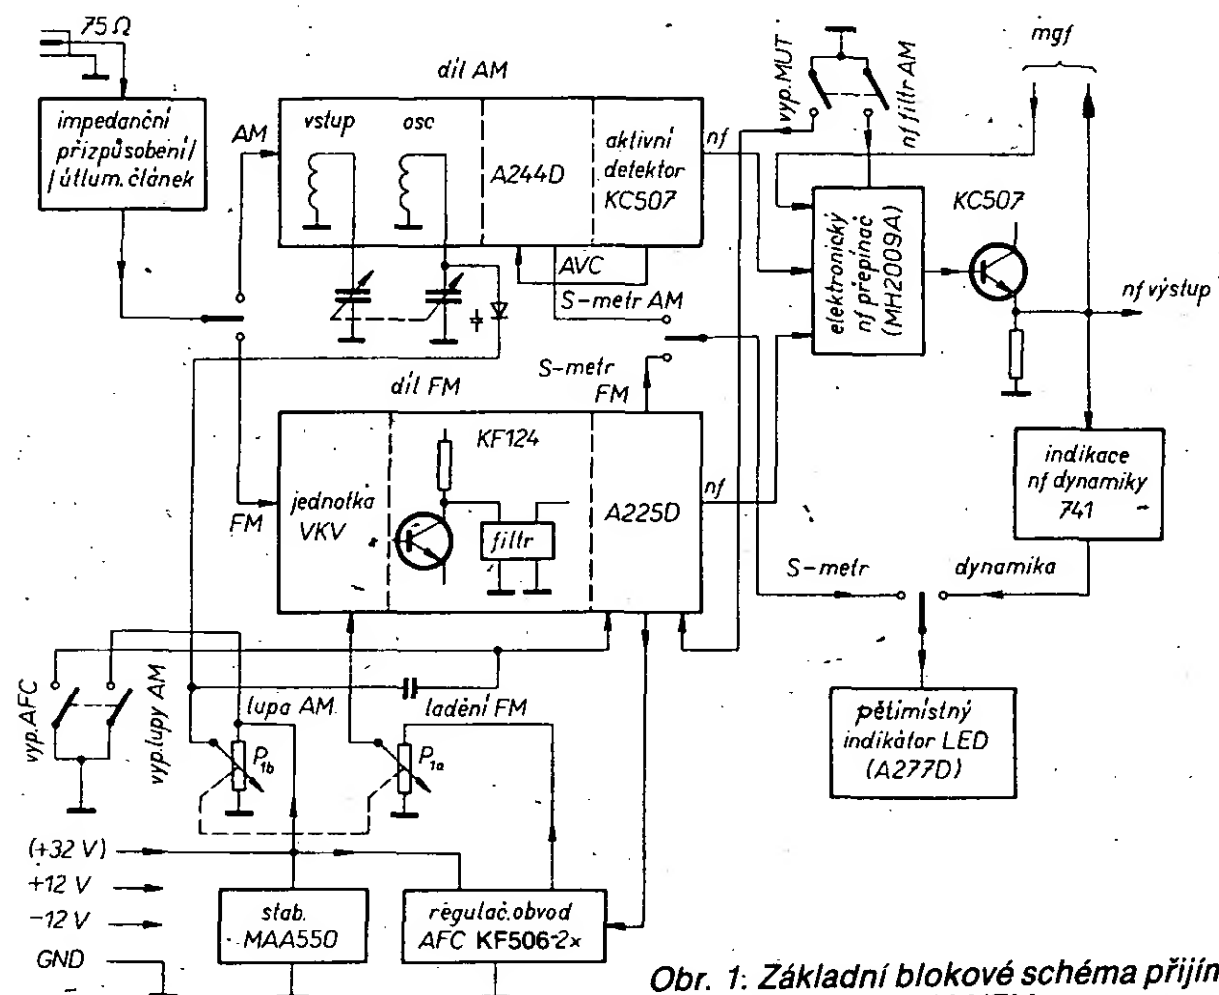 75 Ω
impedanční
přizpůsobení/
/útlum. článek
AM
FM
díl AM
vstup
osc
A244D
aktivní
detektor
KC507
nf
AVC
S-metr AM
S-metr
FM
díl FM
jednotka
VKV
KF124
filtr
A225D
nf
vyp.MUT
nf filtr AM
mgf
elektronický
nf přepínač
(MH2009A)
KC507
nf výstup
indikace
nf dynamiky
741
S-metr
dynamika
pětimístný
indikátor LED
(A277D)
vyp.AFC
vyp.lupy AM
lupa AM
P1b
ladění FM
P1a
(+32 V)
+12 V
-12 V
GND
stab.
MAA550
regulač.obvod
AFC KF506-2x
Obr. 1: Základní blokové schéma přijín